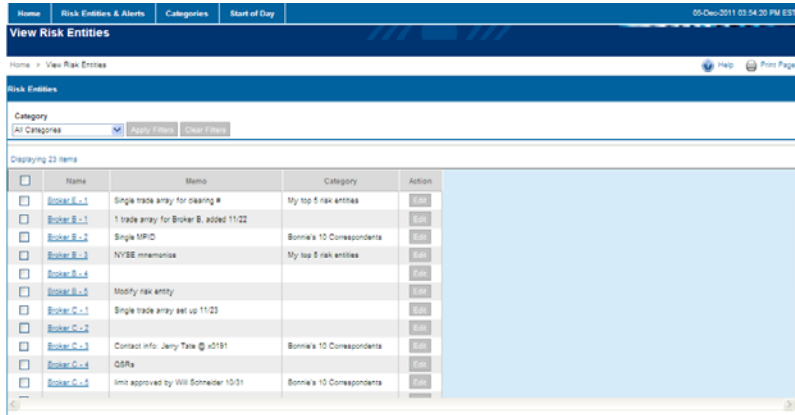 Home Risk Entities & Alerts Categories Start of Day 05-Dec-2011 03:54:20 PM EST
View Risk Entities
Home > View Risk Entities Help Print Page
Risk Entities
Category
All Categories Apply Filters Clear Filters
Displaying 23 items
Name Memo Category Action
Broker E - 1 Single trade array for clearing # My top 5 risk entities Edit
Broker B - 1 1 trade array for Broker B, added 11/22 Edit
Broker B - 2 Single MPID Bonnie's 10 Correspondents Edit
Broker B - 3 NYSE mnemonics My top 5 risk entities Edit
Broker B - 4 Edit
Broker B - 5 Modify risk entity Edit
Broker C - 1 Single trade array set up 11/23 Edit
Broker C - 2 Edit
Broker C - 3 Contact info: Jerry Tate @ x5191 Bonnie's 10 Correspondents Edit
Broker C - 4 QSRs Edit
Broker C - 5 limit approved by Will Schneider 10/31 Bonnie's 10 Correspondents Edit